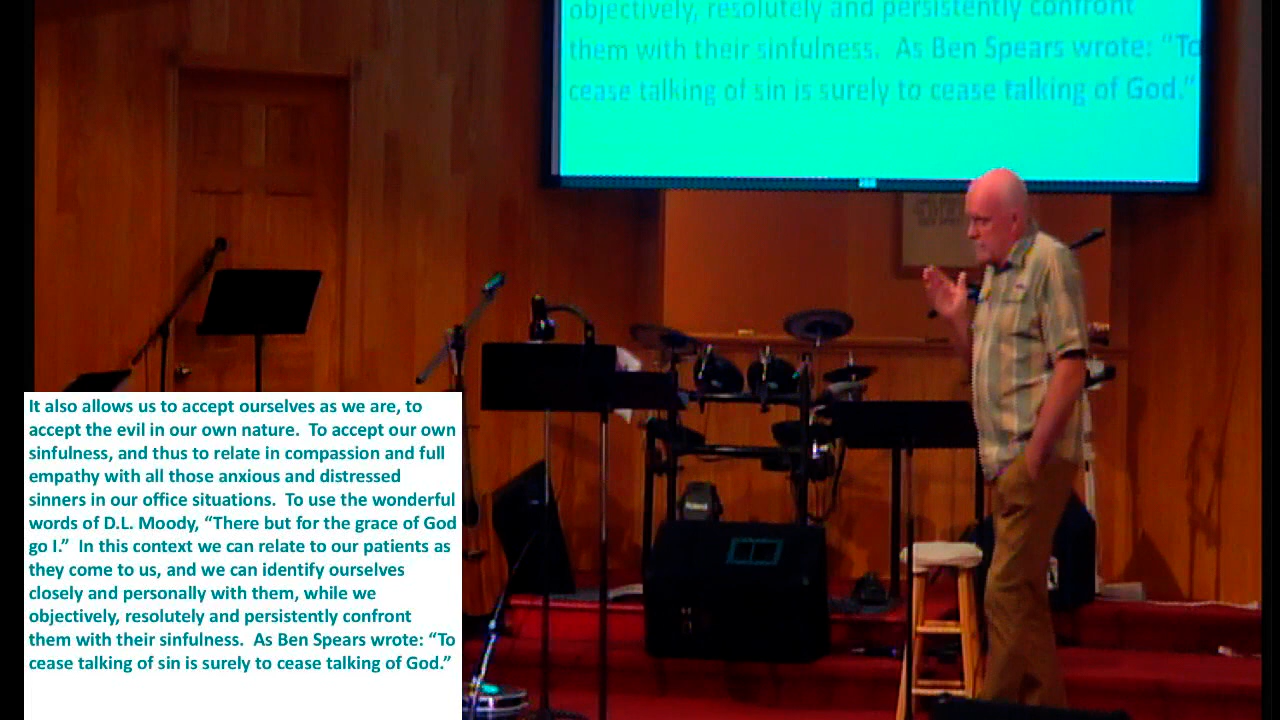 objectively, resolutely and persistently confront
them with their sinfulness.  As Ben Spears wrote: “To
cease talking of sin is surely to cease talking of God.”
It also allows us to accept ourselves as we are, to
accept the evil in our own nature.  To accept our own
sinfulness, and thus to relate in compassion and full
empathy with all those anxious and distressed
sinners in our office situations.  To use the wonderful
words of D.L. Moody, “There but for the grace of God
go I.”  In this context we can relate to our patients as
they come to us, and we can identify ourselves
closely and personally with them, while we
objectively, resolutely and persistently confront
them with their sinfulness.  As Ben Spears wrote: “To
cease talking of sin is surely to cease talking of God.”
Roland